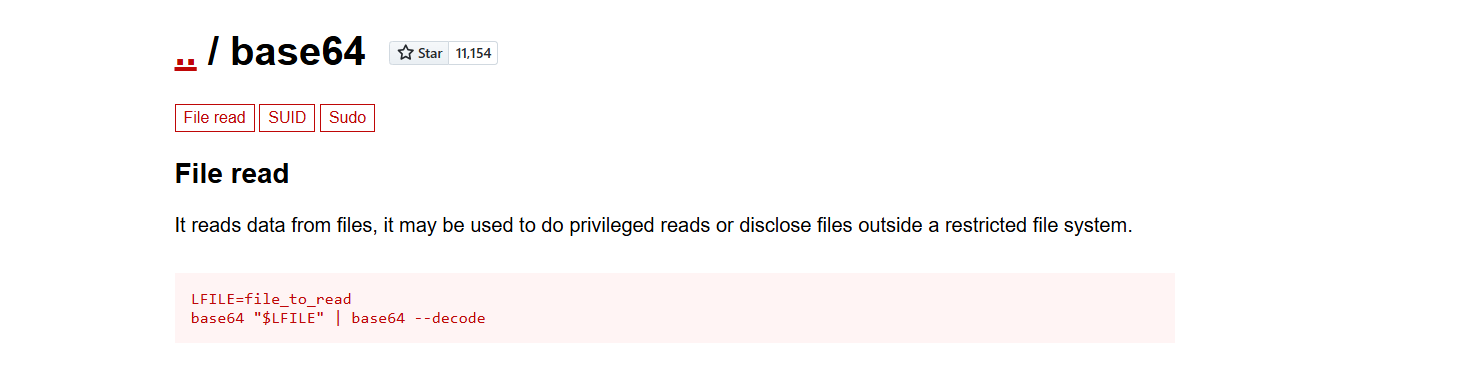 .. / base64 Star 11,154
File read SUID Sudo
File read
It reads data from files, it may be used to do privileged reads or disclose files outside a restricted file system.
LFILE=file_to_read
base64 "$LFILE" | base64 --decode